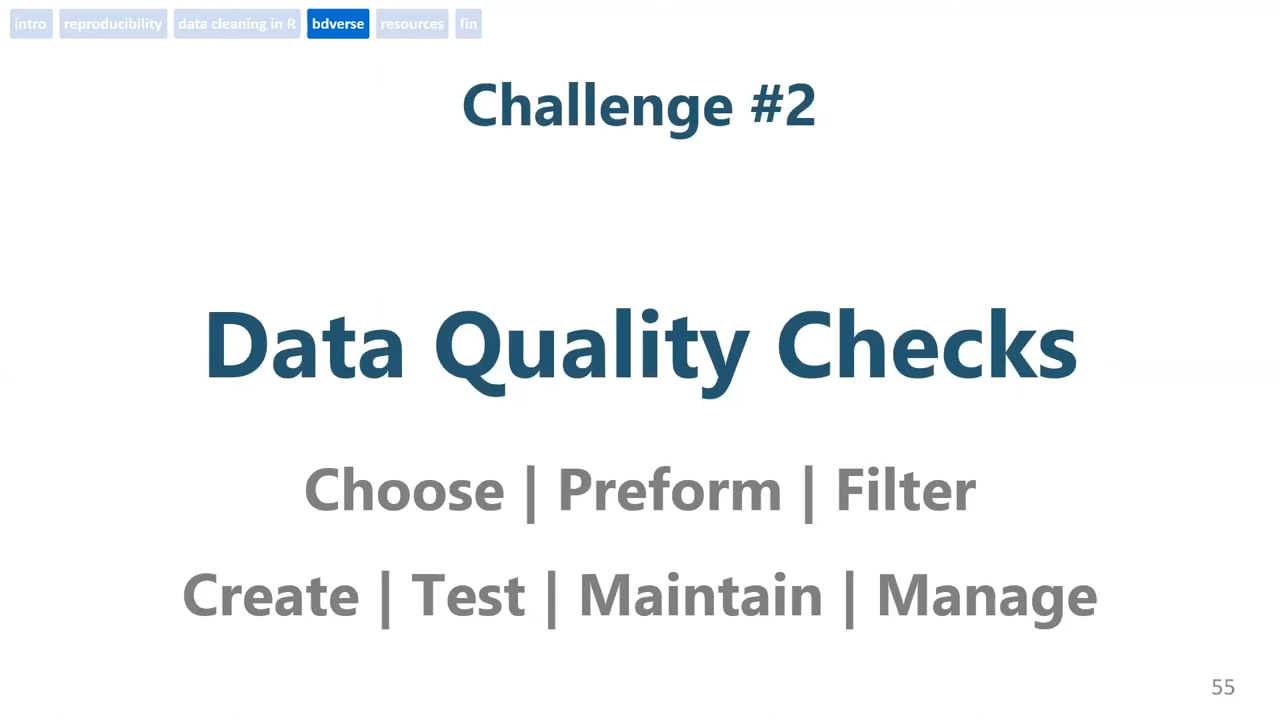 intro reproducibility data cleaning in R bdverse resources fin
Challenge #2
Data Quality Checks
Choose | Preform | Filter
Create | Test | Maintain | Manage
55